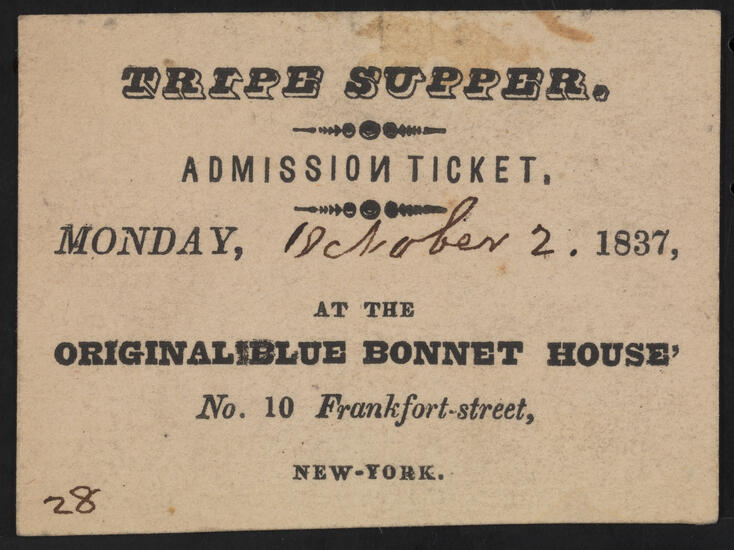 TRIPE SUPPER.
ADMISSION TICKET,
MONDAY, October 2. 1837,
AT THE
ORIGINAL BLUE BONNET HOUSE'
No. 10 Frankfort-street,
NEW-YORK.
28